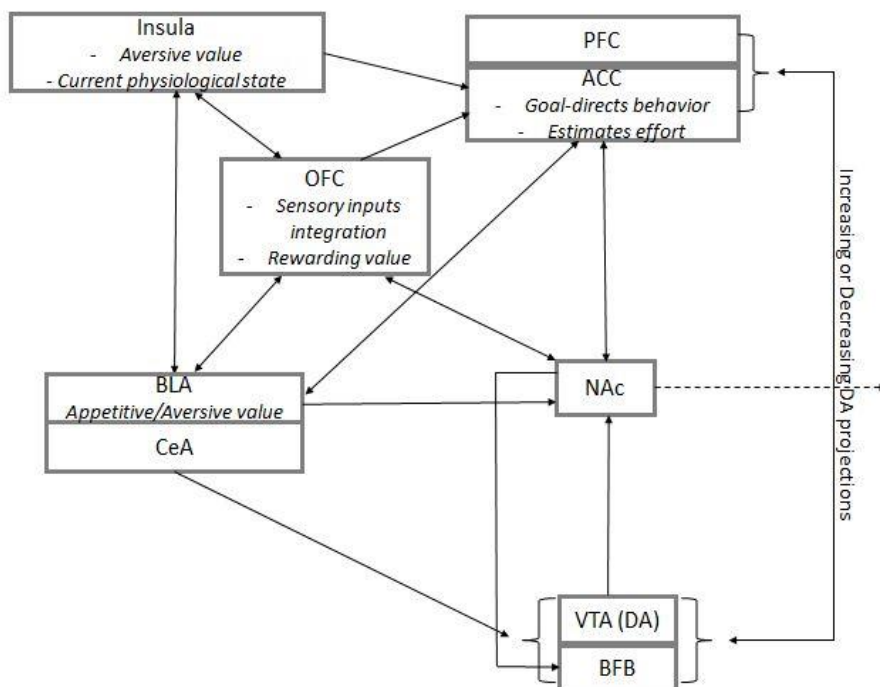 Insula
- Aversive value
- Current physiological state
PFC
ACC
- Goal-directs behavior
- Estimates effort
OFC
- Sensory inputs
integration
- Rewarding value
BLA
Appetitive/Aversive value
CeA
NAc
VTA (DA)
BFB
Increasing or Decreasing DA projections